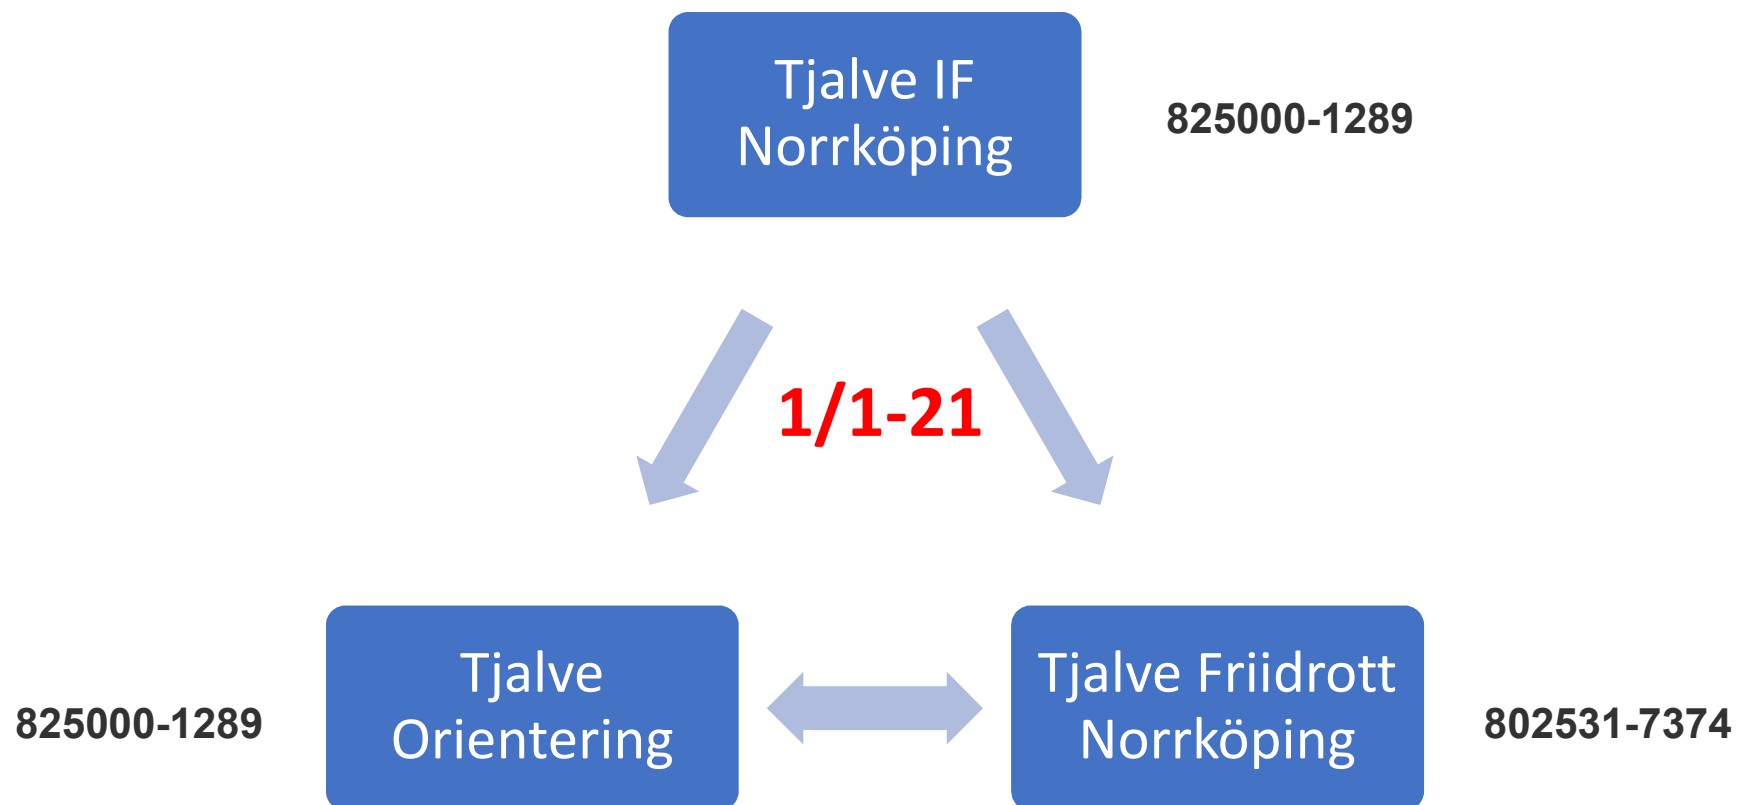 Tjalve IF
Norrköping
825000-1289
1/1-21
825000-1289
Tjalve
Orientering
Tjalve Friidrott
Norrköping
802531-7374